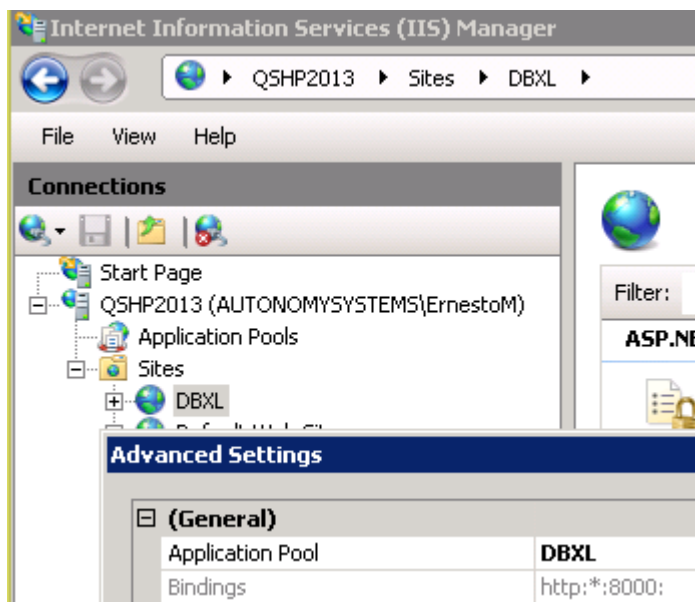 Internet Information Services (IIS) Manager
QSHP2013 Sites DBXL
File View Help
Connections
Start Page
QSHP2013 (AUTONOMYSYSTEMS\ErnestoM)
Application Pools
Sites
DBXL
Filter:
ASP.NE
Advanced Settings
(General)
Application Pool DBXL
Bindings http:*:8000: